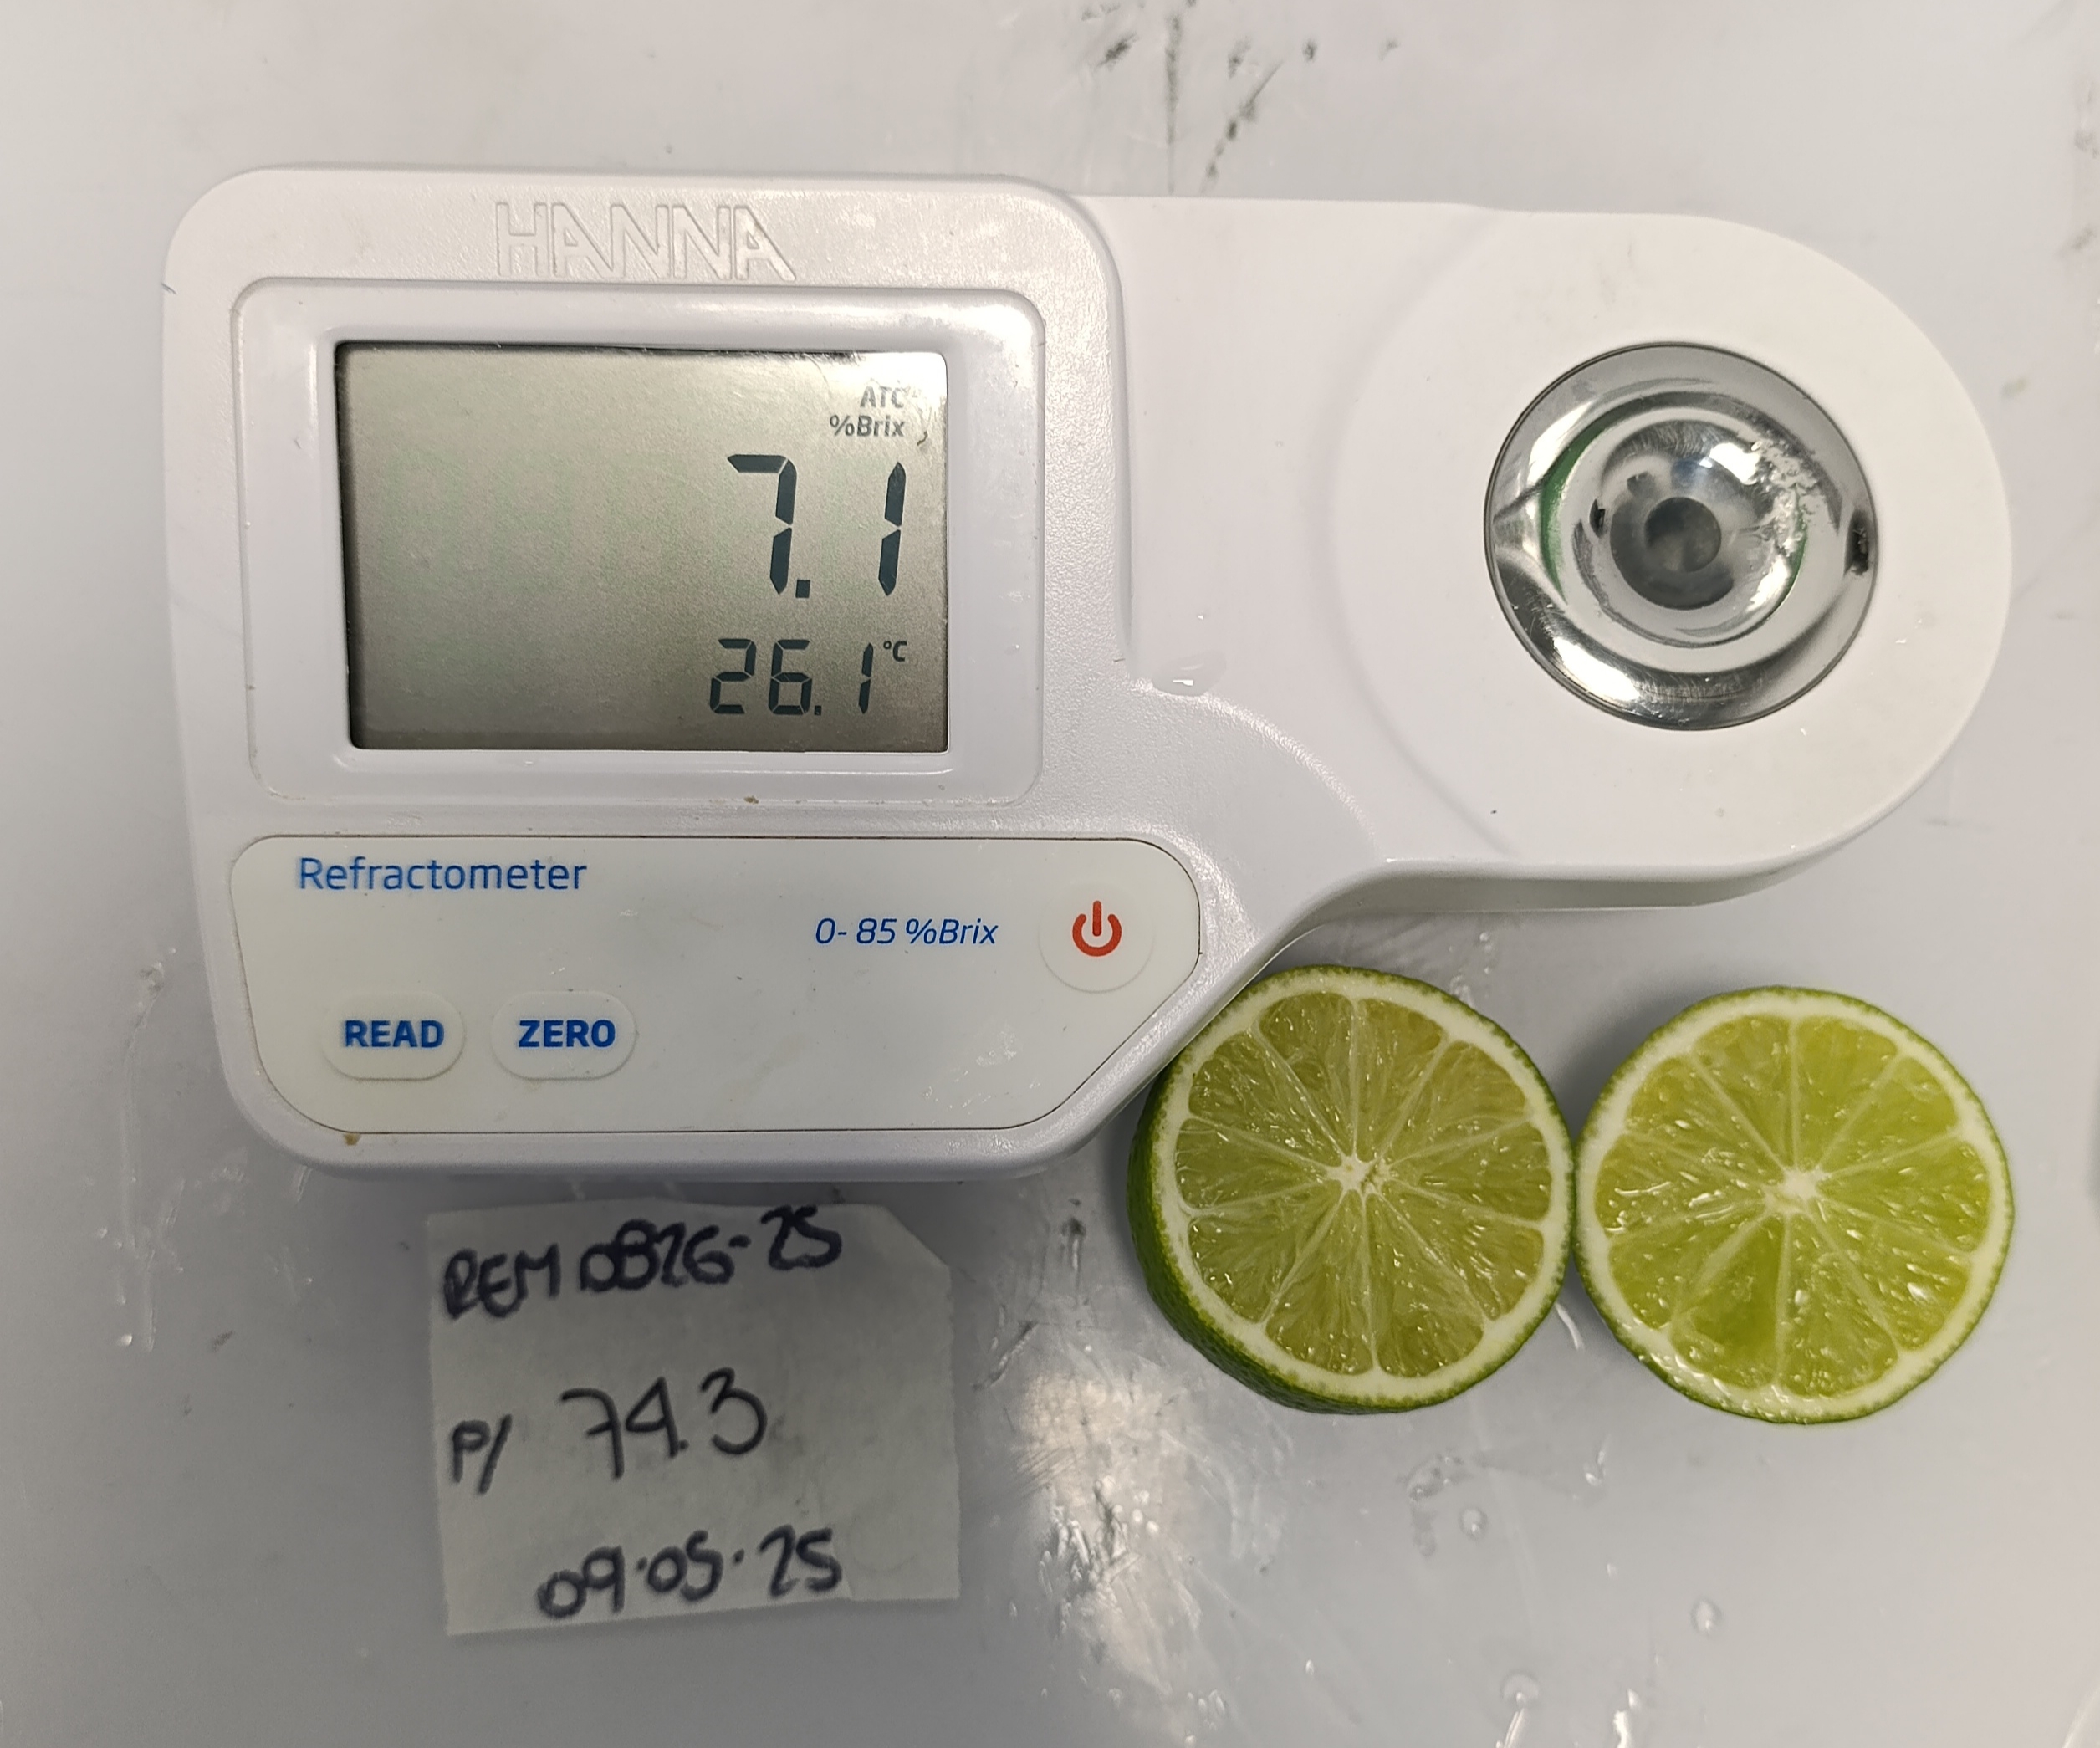 HANNA
ATC
%Brix
7.1
26.1 °C
Refractometer
0- 85 %Brix
READ
ZERO
REM 0826-25
P/ 74.3
09.05.25